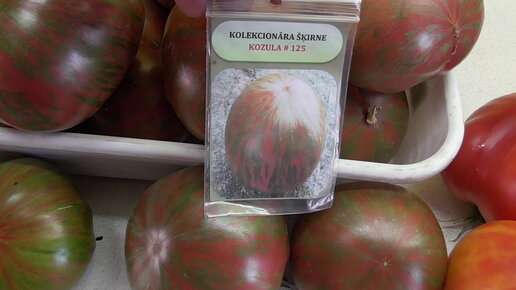 KOLEKCIONĀRA ŠĶIRNE
KOZULA # 125